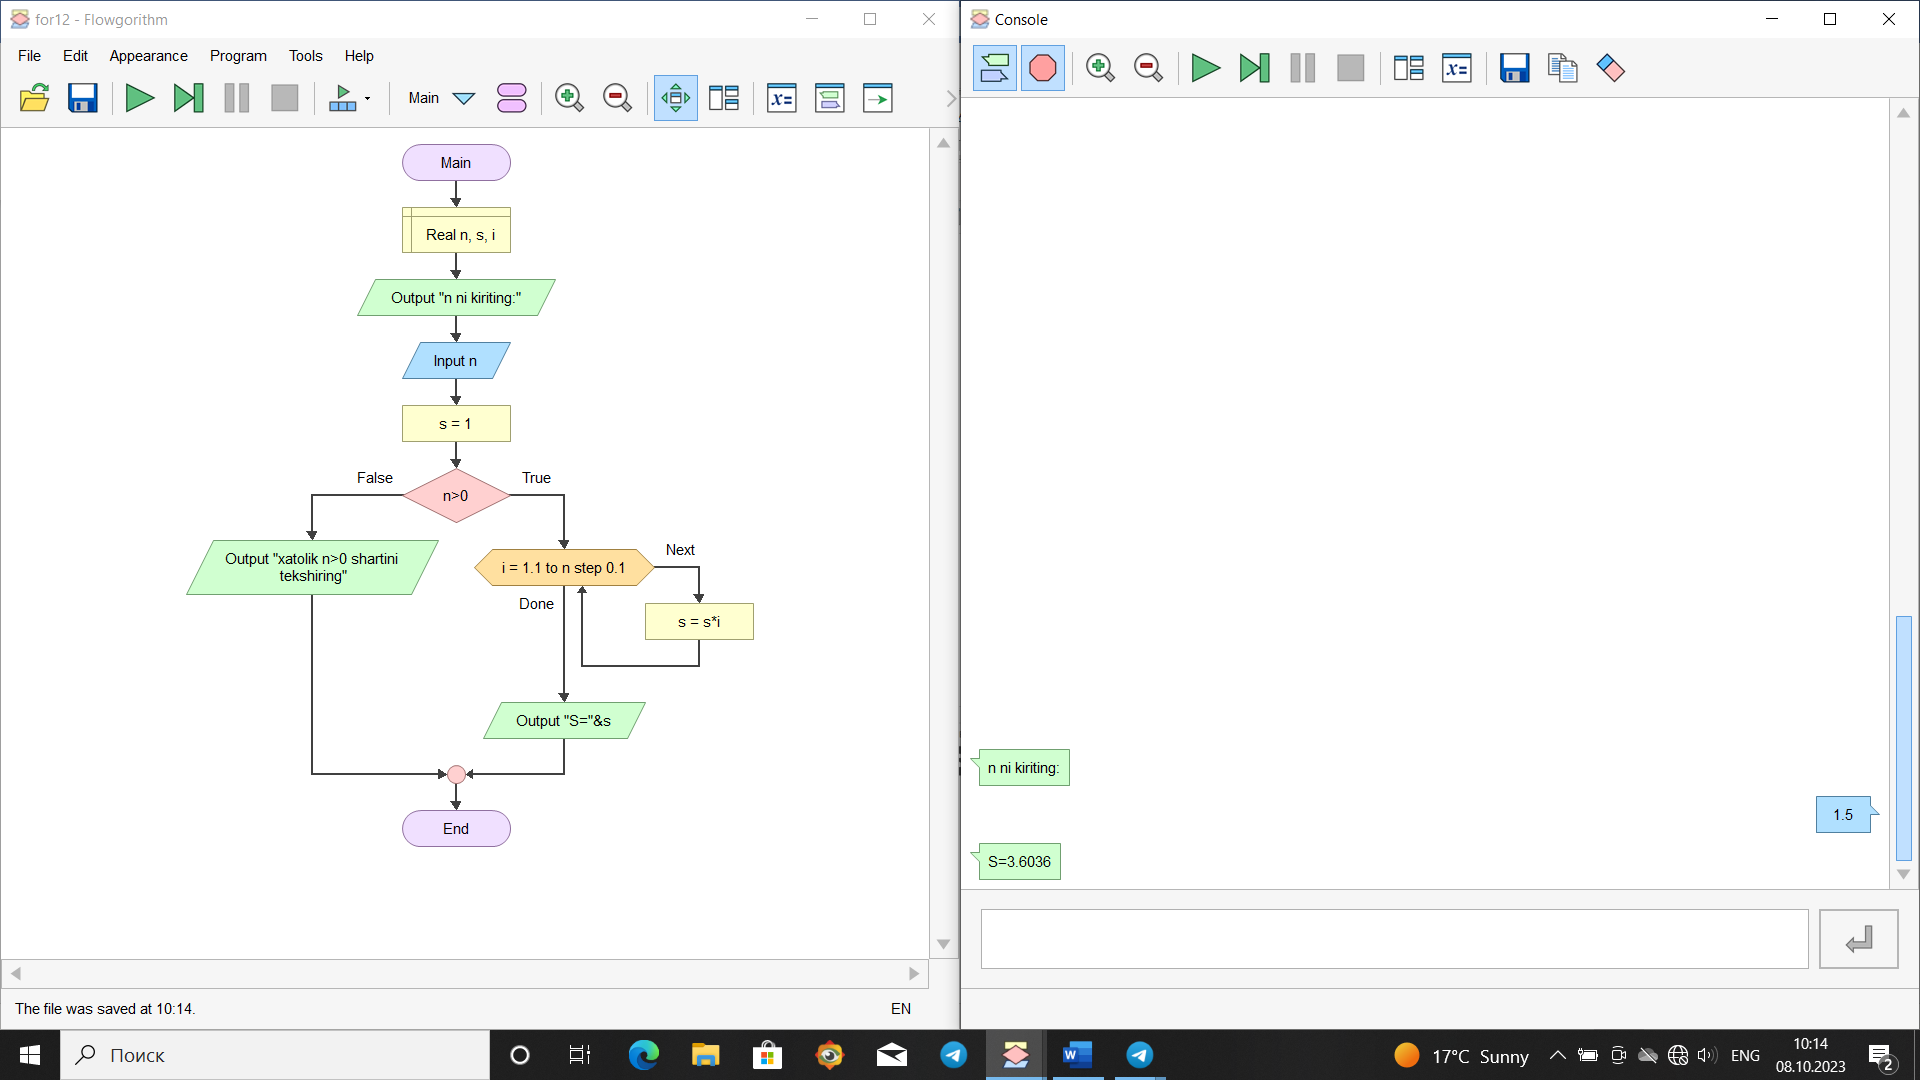 for12 - Flowgorithm
File Edit Appearance Program Tools Help
Main
Main
Real n, s, i
Output "n ni kiriting:"
Input n
s = 1
False
True
n>0
Output "xatolik n>0 shartini
tekshiring"
i = 1.1 to n step 0.1
Next
Done
s = s*i
Output "S="&s
End
The file was saved at 10:14.
EN
Console
x=
x=
n ni kiriting:
1.5
S=3.6036
Поиск
W
17°C Sunny
ENG
10:14
08.10.2023
2